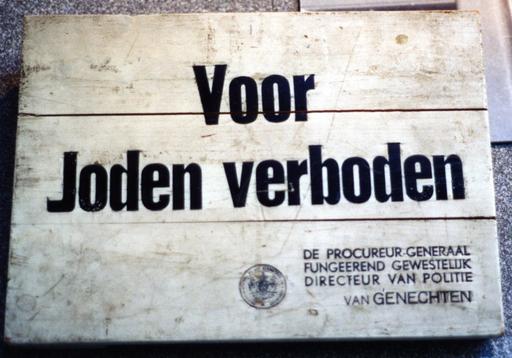 Voor
Joden verboden
DE PROCUREUR-GENERAAL
FUNGEEREND GEWESTELIJK
DIRECTEUR VAN POLITIE
VAN GENECHTEN